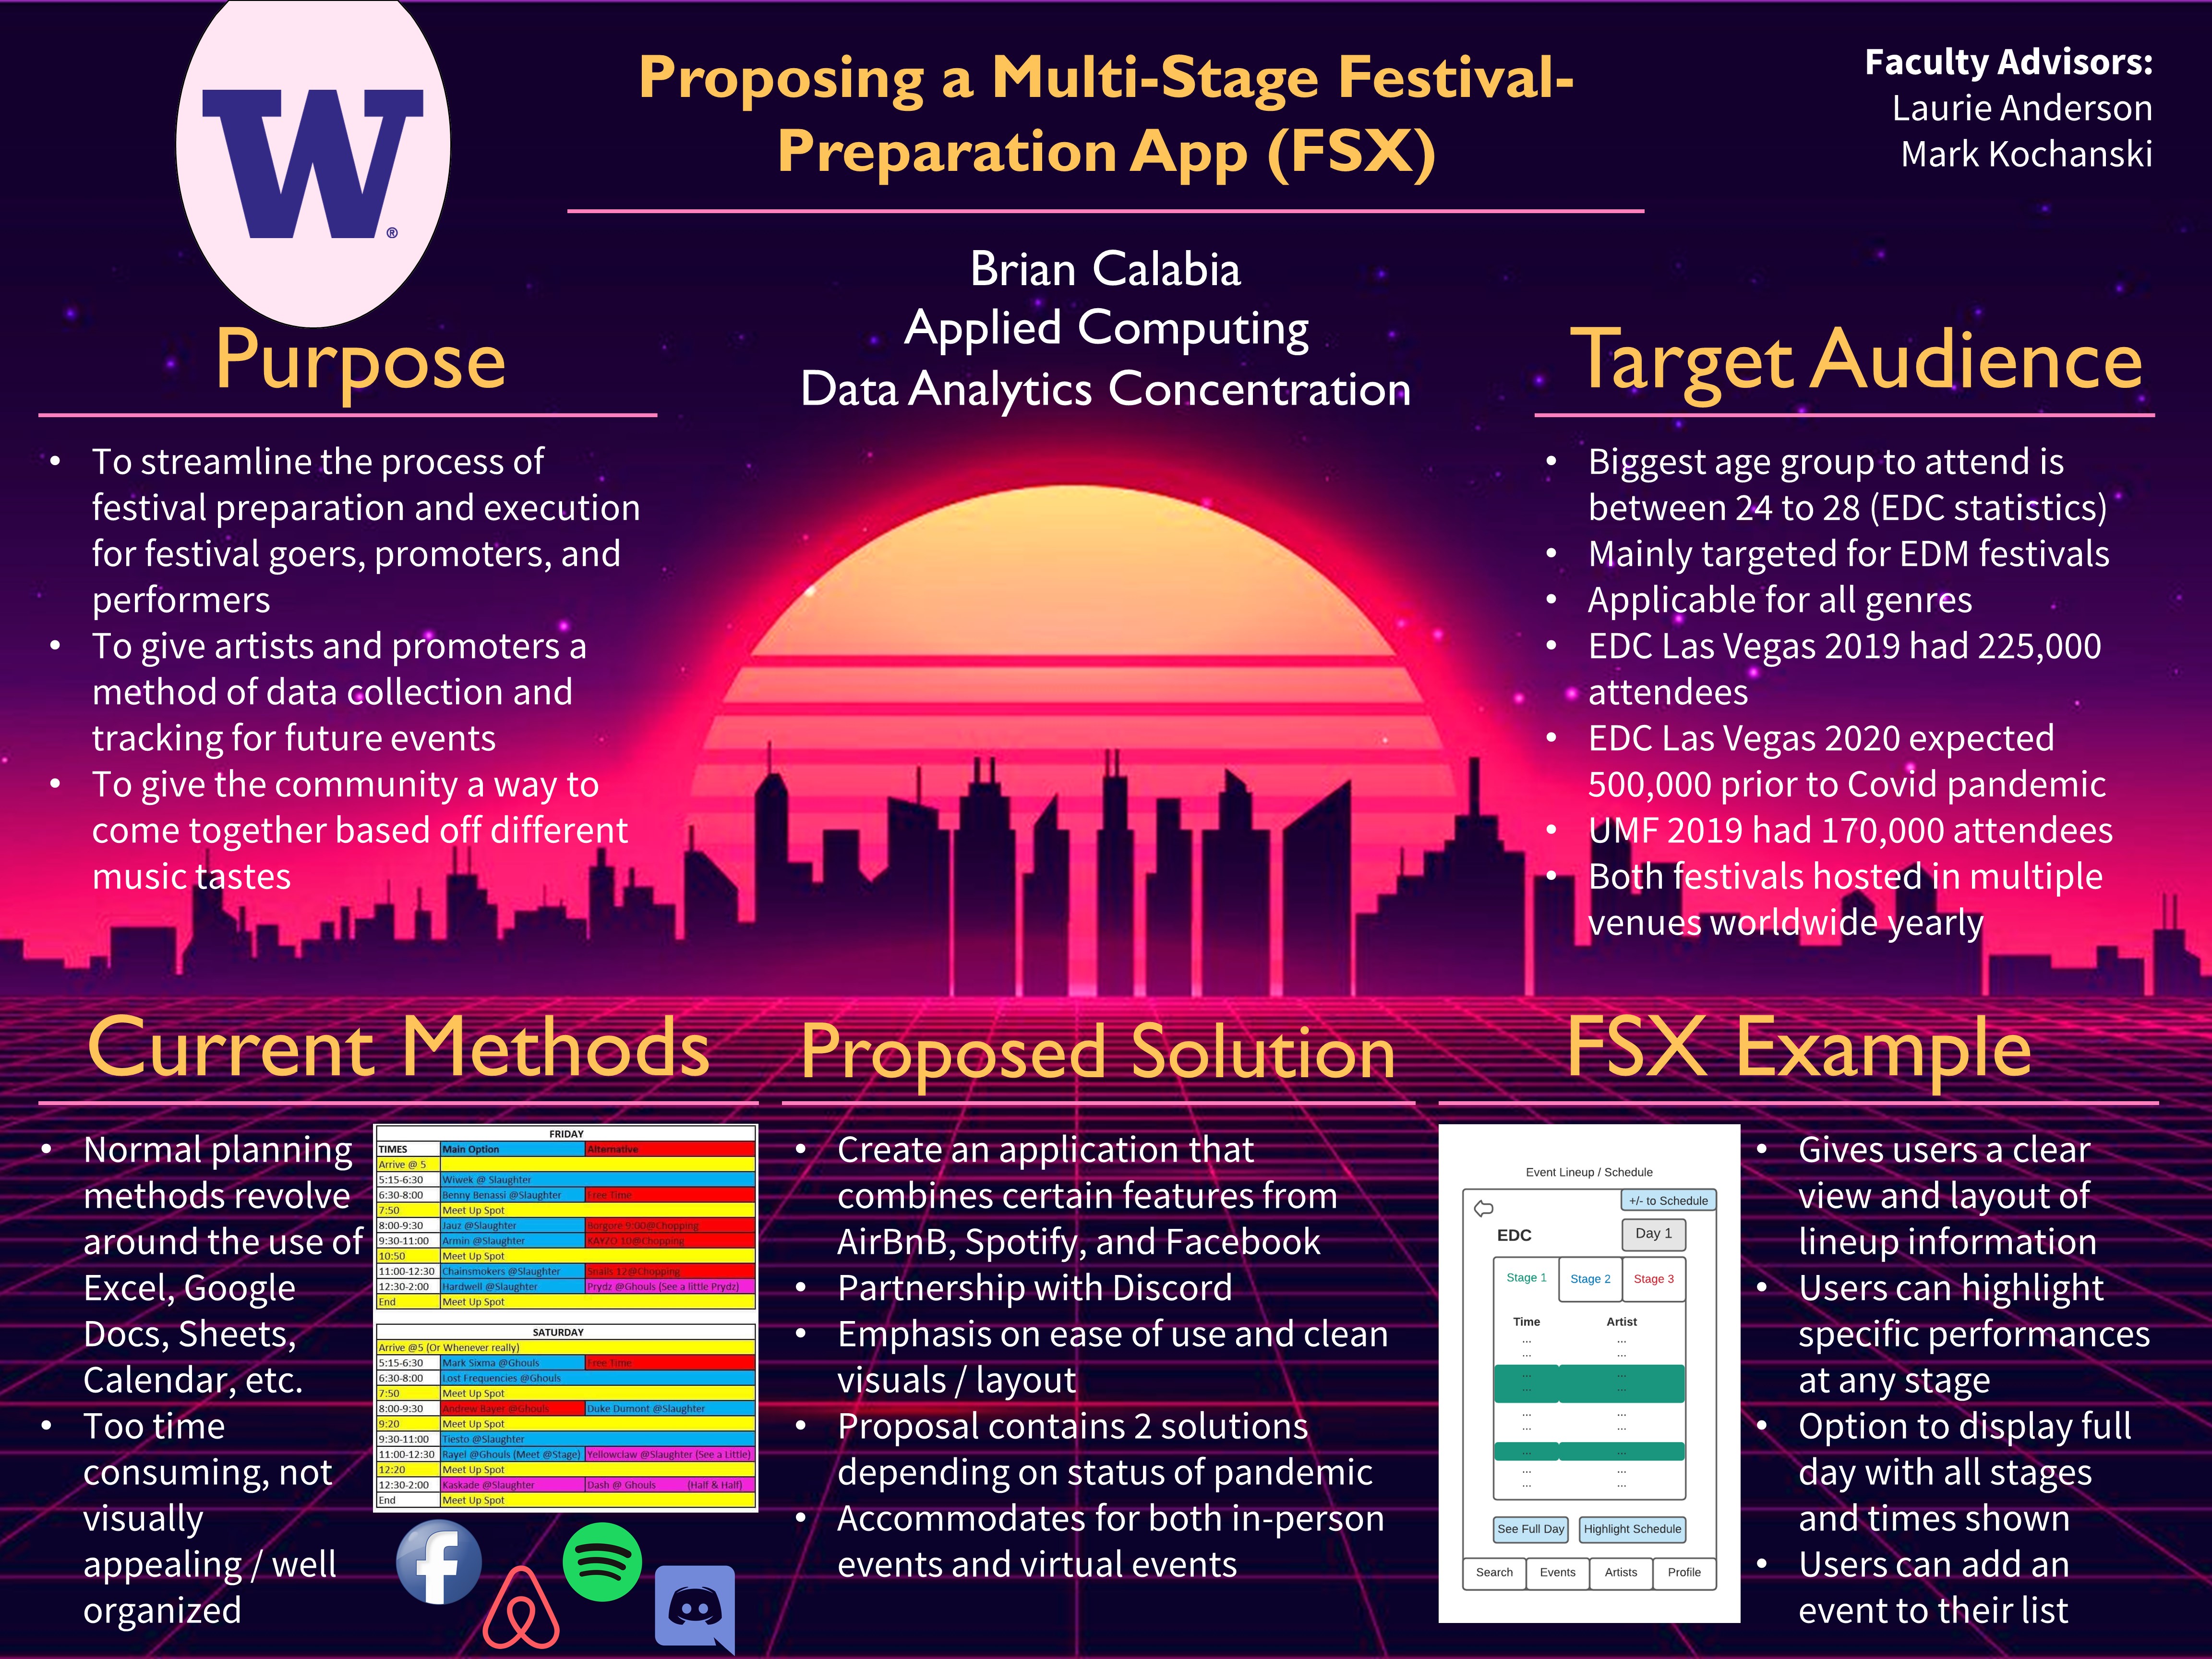 W®
Proposing a Multi-Stage Festival-
Preparation App (FSX)
Faculty Advisors:
Laurie Anderson
Mark Kochanski
Brian Calabia
Applied Computing
Data Analytics Concentration
Purpose
• To streamline the process of
festival preparation and execution
for festival goers, promoters, and
performers
• To give artists and promoters a
method of data collection and
tracking for future events
• To give the community a way to
come together based off different
music tastes
Target Audience
• Biggest age group to attend is
between 24 to 28 (EDC statistics)
• Mainly targeted for EDM festivals
• Applicable for all genres
• EDC Las Vegas 2019 had 225,000
attendees
• EDC Las Vegas 2020 expected
500,000 prior to Covid pandemic
• UMF 2019 had 170,000 attendees
• Both festivals hosted in multiple
venues worldwide yearly
Current Methods
• Normal planning
methods revolve
around the use of
Excel, Google
Docs, Sheets,
Calendar, etc.
• Too time
consuming, not
visually
appealing / well
organized
FRIDAY
TIMES Main Option Alternative
Arrive @ 5
5:15-6:30 Wiwek @ Slaughter
6:30-8:00 Benny Benassi @Slaughter Free Time
7:50 Meet Up Spot
8:00-9:30 Jauz @Slaughter Borgore 9:00@Chopping
9:30-11:00 Armin @Slaughter KAYZO 10@Chopping
10:50 Meet Up Spot
11:00-12:30 Chainsmokers @Slaughter Snails 12@Chopping
12:30-2:00 Hardwell @Slaughter Prydz @Ghouls (See a little Prydz)
End Meet Up Spot
SATURDAY
Arrive @5 (Or Whenever really)
5:15-6:30 Mark Sixma @Ghouls Free Time
6:30-8:00 Lost Frequencies @Ghouls
7:50 Meet Up Spot
8:00-9:30 Andrew Bayer @Ghouls Duke Dumont @Slaughter
9:20 Meet Up Spot
9:30-11:00 Tiesto @Slaughter
11:00-12:30 Rayel @Ghouls (Meet @Stage) Yellowclaw @Slaughter (See a Little)
12:20 Meet Up Spot
12:30-2:00 Kaskade @Slaughter Dash @ Ghouls (Half & Half)
End Meet Up Spot
Proposed Solution
• Create an application that
combines certain features from
AirBnB, Spotify, and Facebook
• Partnership with Discord
• Emphasis on ease of use and clean
visuals / layout
• Proposal contains 2 solutions
depending on status of pandemic
• Accommodates for both in-person
events and virtual events
FSX Example
Event Lineup / Schedule
+/- to Schedule
EDC
Day 1
Stage 1 Stage 2 Stage 3
Time Artist
... ...
... ...
... ...
... ...
... ...
... ...
... ...
... ...
... ...
See Full Day Highlight Schedule
Search Events Artists Profile
• Gives users a clear
view and layout of
lineup information
• Users can highlight
specific performances
at any stage
• Option to display full
day with all stages
and times shown
• Users can add an
event to their list